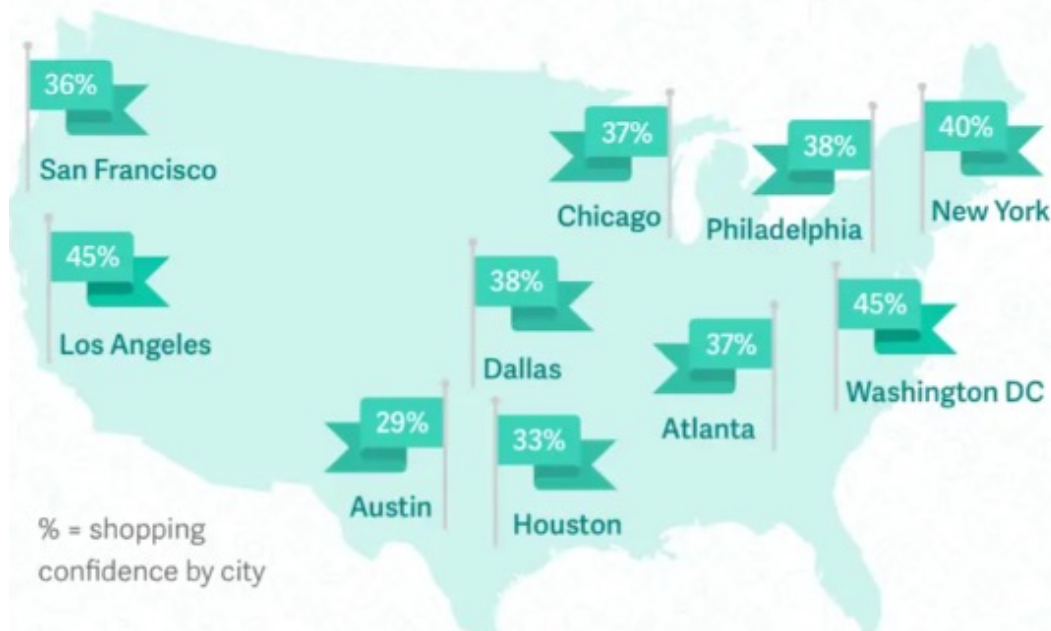 36%
San Francisco
37%
Chicago
38%
Philadelphia
40%
New York
45%
Los Angeles
38%
Dallas
37%
Atlanta
45%
Washington DC
29%
Austin
33%
Houston
% = shopping
confidence by city